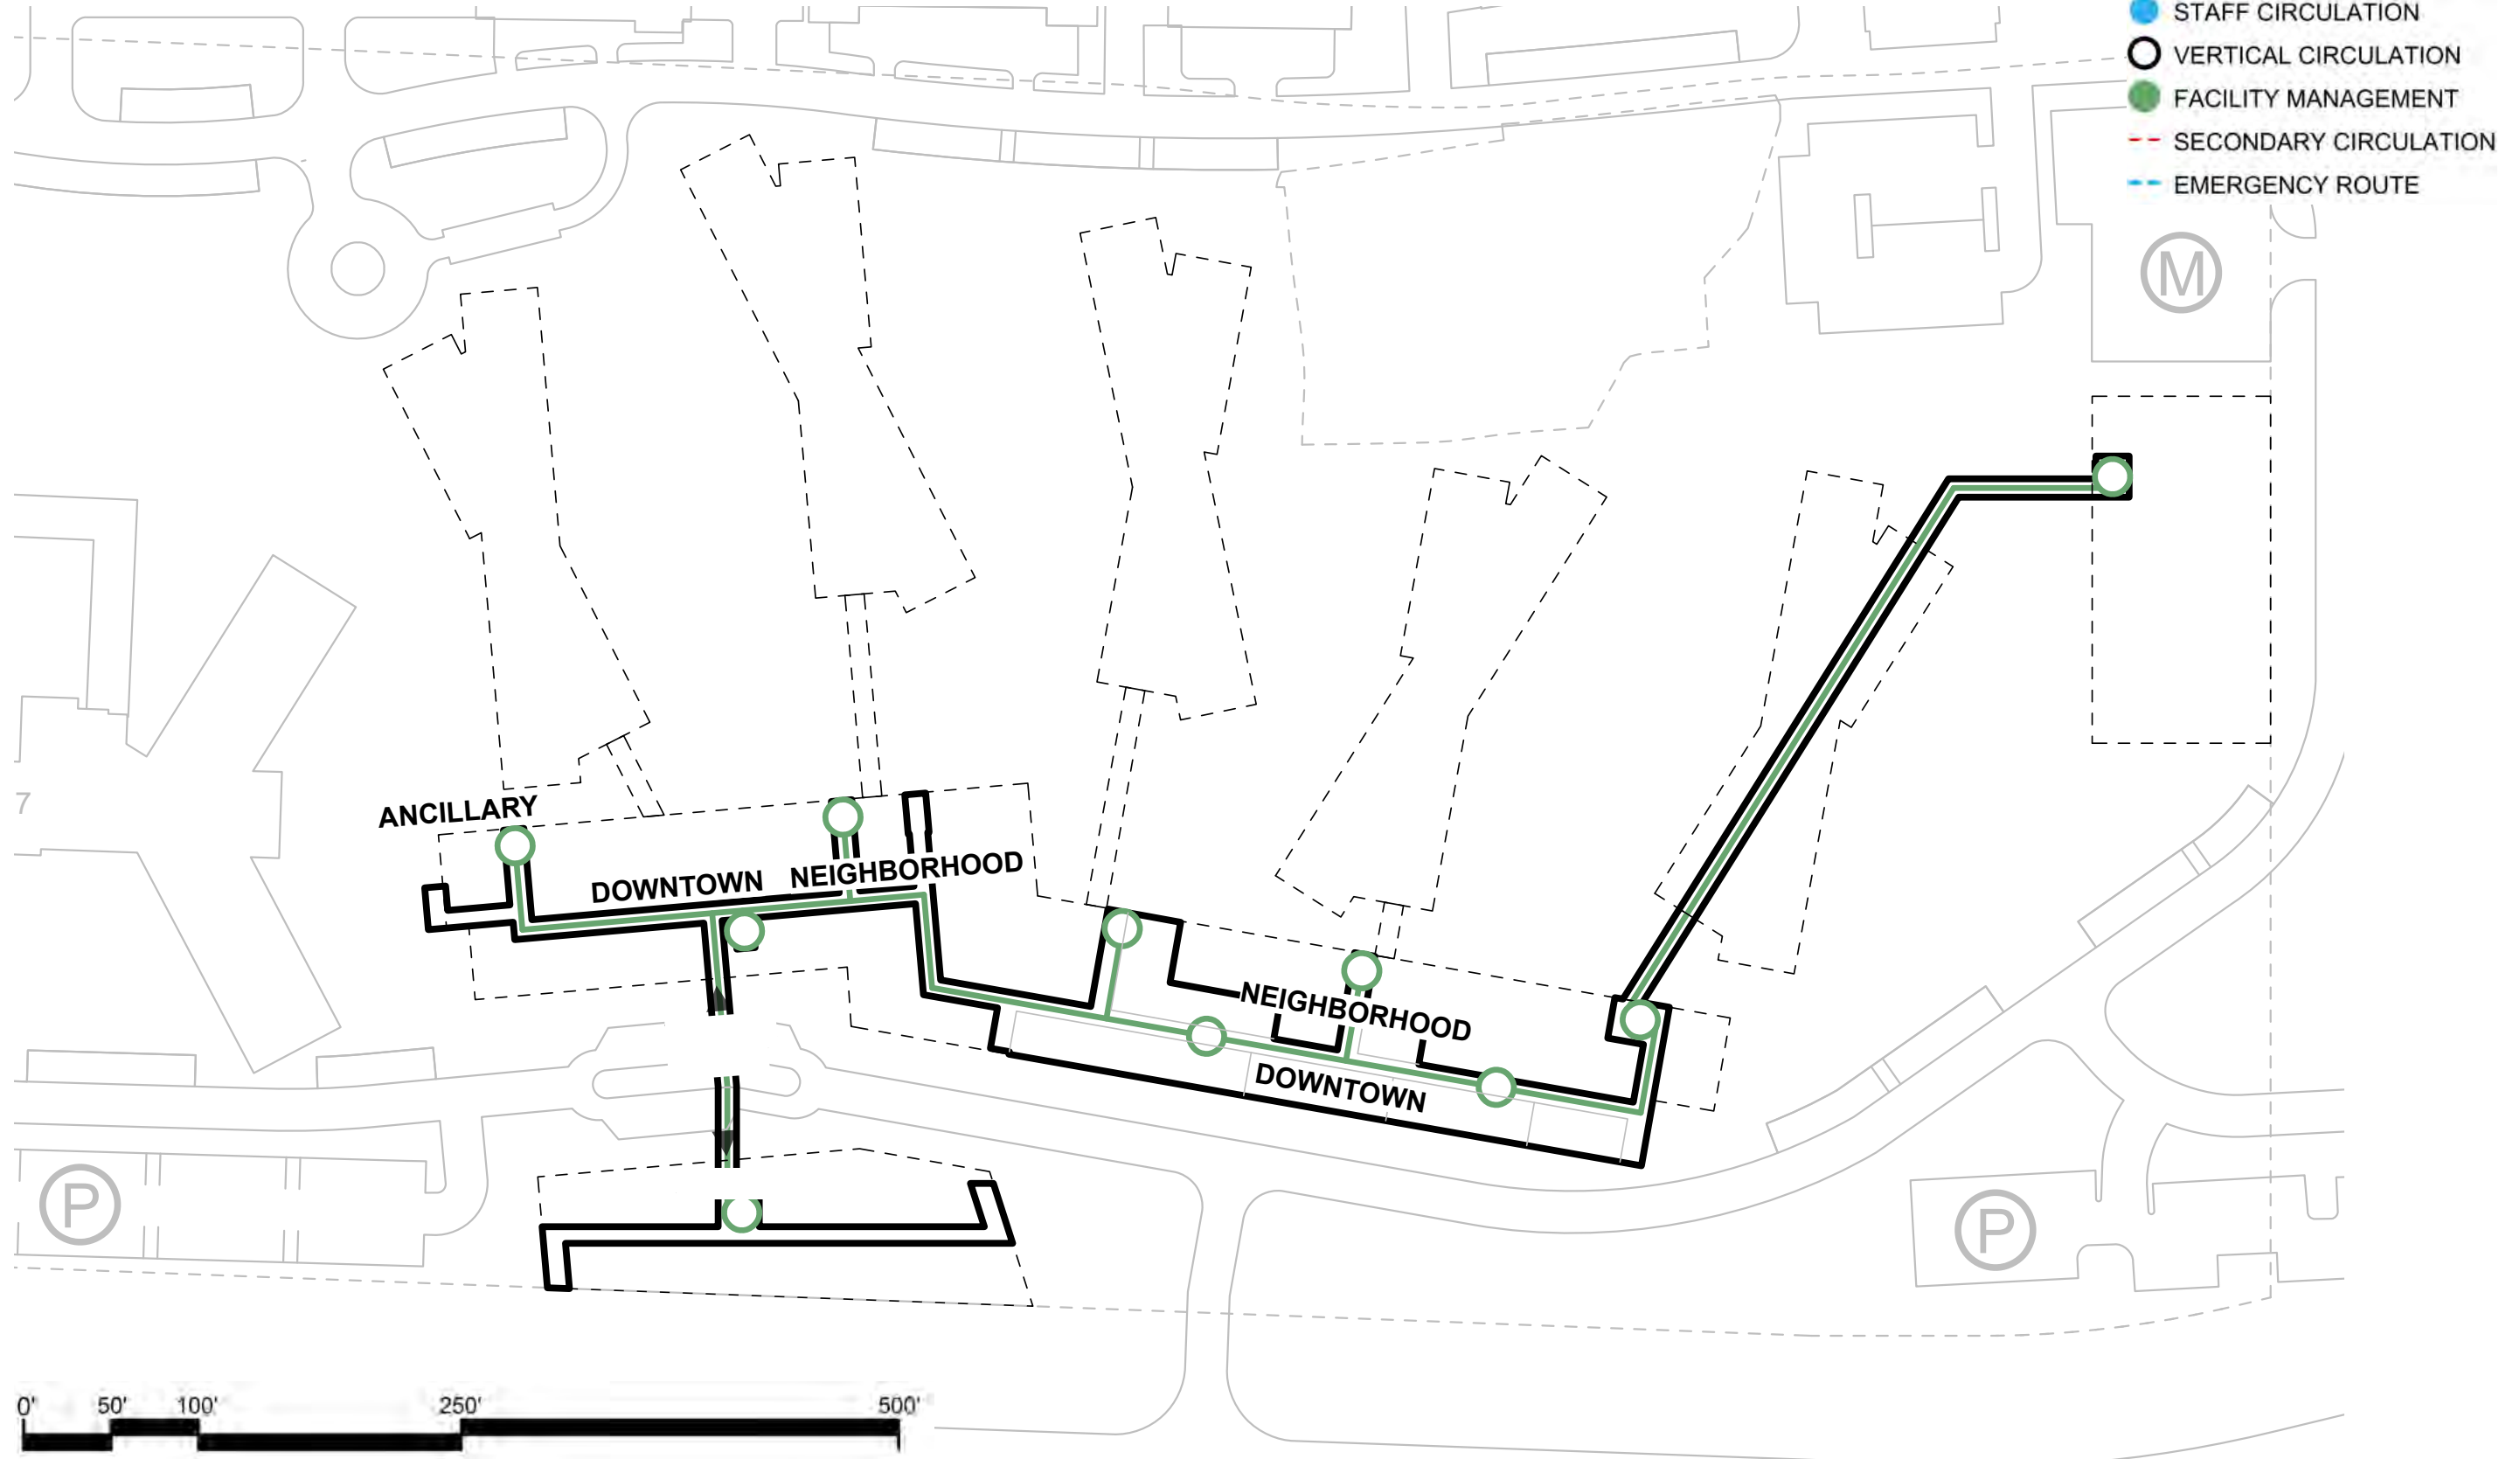 STAFF CIRCULATION
VERTICAL CIRCULATION
FACILITY MANAGEMENT
SECONDARY CIRCULATION
EMERGENCY ROUTE
M
7
ANCILLARY
DOWNTOWN
NEIGHBORHOOD
NEIGHBORHOOD
DOWNTOWN
P
P
0' 50' 100' 250' 500'